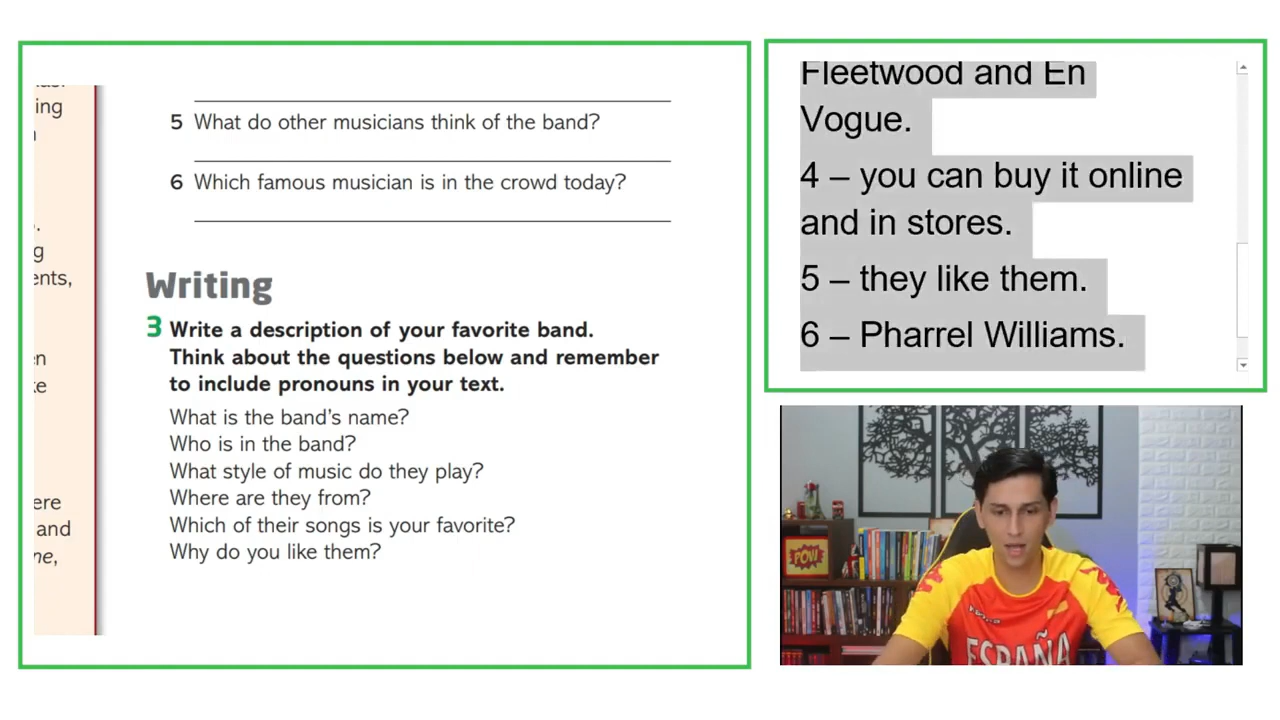 ing
5 What do other musicians think of the band?
6 Which famous musician is in the crowd today?
.
g
ents,
en
ke
ere
and
ne,
Writing
3 Write a description of your favorite band.
Think about the questions below and remember
to include pronouns in your text.
What is the band's name?
Who is in the band?
What style of music do they play?
Where are they from?
Which of their songs is your favorite?
Why do you like them?
Fleetwood and En
Vogue.
4 – you can buy it online
and in stores.
5 – they like them.
6 – Pharrel Williams.
POW
ESPAÑA